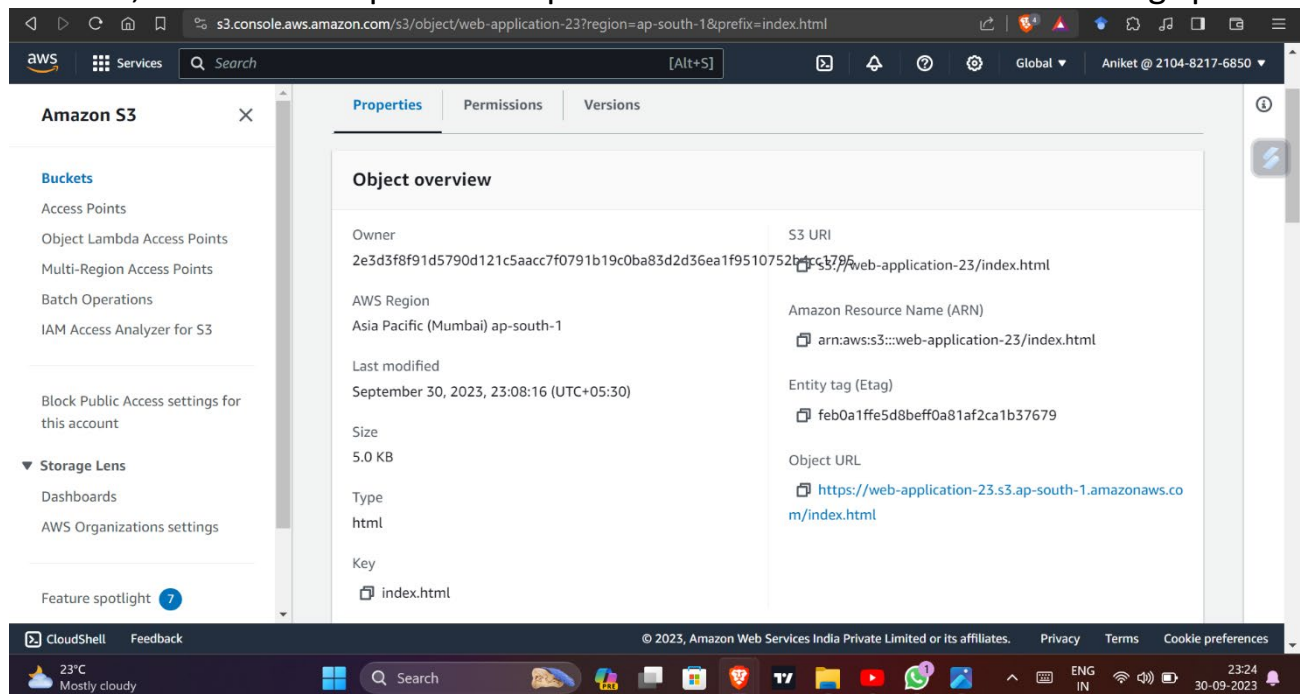 s3.console.aws.amazon.com/s3/object/web-application-23?region=ap-south-1&prefix=index.html
aws Services Search [Alt+S] Global ▼ Aniket @ 2104-8217-6850 ▼
Amazon S3
Buckets
Access Points
Object Lambda Access Points
Multi-Region Access Points
Batch Operations
IAM Access Analyzer for S3
Block Public Access settings for
this account
▼ Storage Lens
Dashboards
AWS Organizations settings
Feature spotlight 7
Properties Permissions Versions
Object overview
Owner
2e3d3f8f91d5790d121c5aacc7f0791b19c0ba83d2d36ea1f9510752b4cc1795
AWS Region
Asia Pacific (Mumbai) ap-south-1
Last modified
September 30, 2023, 23:08:16 (UTC+05:30)
Size
5.0 KB
Type
html
Key
index.html
S3 URI
s3://web-application-23/index.html
Amazon Resource Name (ARN)
arn:aws:s3:::web-application-23/index.html
Entity tag (Etag)
feb0a1ffe5d8beff0a81af2ca1b37679
Object URL
https://web-application-23.s3.ap-south-1.amazonaws.co
m/index.html
CloudShell Feedback © 2023, Amazon Web Services India Private Limited or its affiliates. Privacy Terms Cookie preferences
23°C
Mostly cloudy
Search
PRE
1
ENG
IN
23:24
30-09-2023